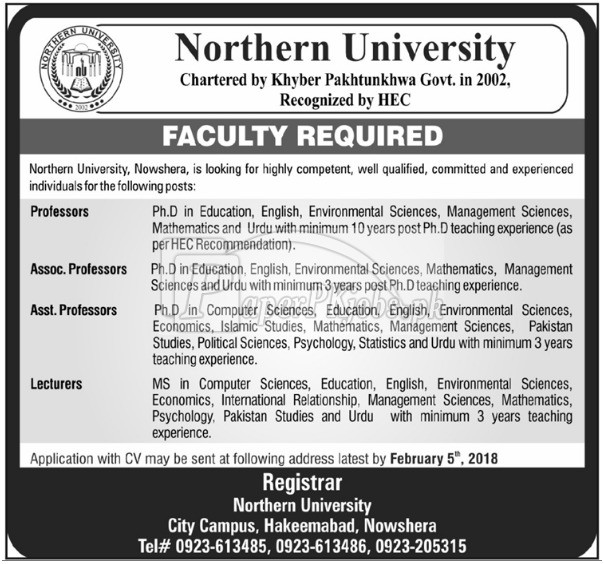 NORTHERN UNIVERSITY
2002
Northern University
Chartered by Khyber Pakhtunkhwa Govt. in 2002,
Recognized by HEC
FACULTY REQUIRED
Northern University, Nowshera, is looking for highly competent, well qualified, committed and experienced
individuals for the following posts:
Professors Ph.D in Education, English, Environmental Sciences, Management Sciences,
Mathematics and Urdu with minimum 10 years post Ph.D teaching experience (as
per HEC Recommendation).
Assoc. Professors Ph.D in Education, English, Environmental Sciences, Mathematics, Management
Sciences and Urdu with minimum 3 years post Ph.D teaching experience.
Asst. Professors Ph.D in Computer Sciences, Education, English, Environmental Sciences,
Economics, Islamic Studies, Mathematics, Management Sciences, Pakistan
Studies, Political Sciences, Psychology, Statistics and Urdu with minimum 3 years
teaching experience.
Lecturers MS in Computer Sciences, Education, English, Environmental Sciences,
Economics, International Relationship, Management Sciences, Mathematics,
Psychology, Pakistan Studies and Urdu with minimum 3 years teaching
experience.
PaperPkjobs.pk
Application with CV may be sent at following address latest by February 5th, 2018
Registrar
Northern University
City Campus, Hakeemabad, Nowshera
Tel# 0923-613485, 0923-613486, 0923-205315